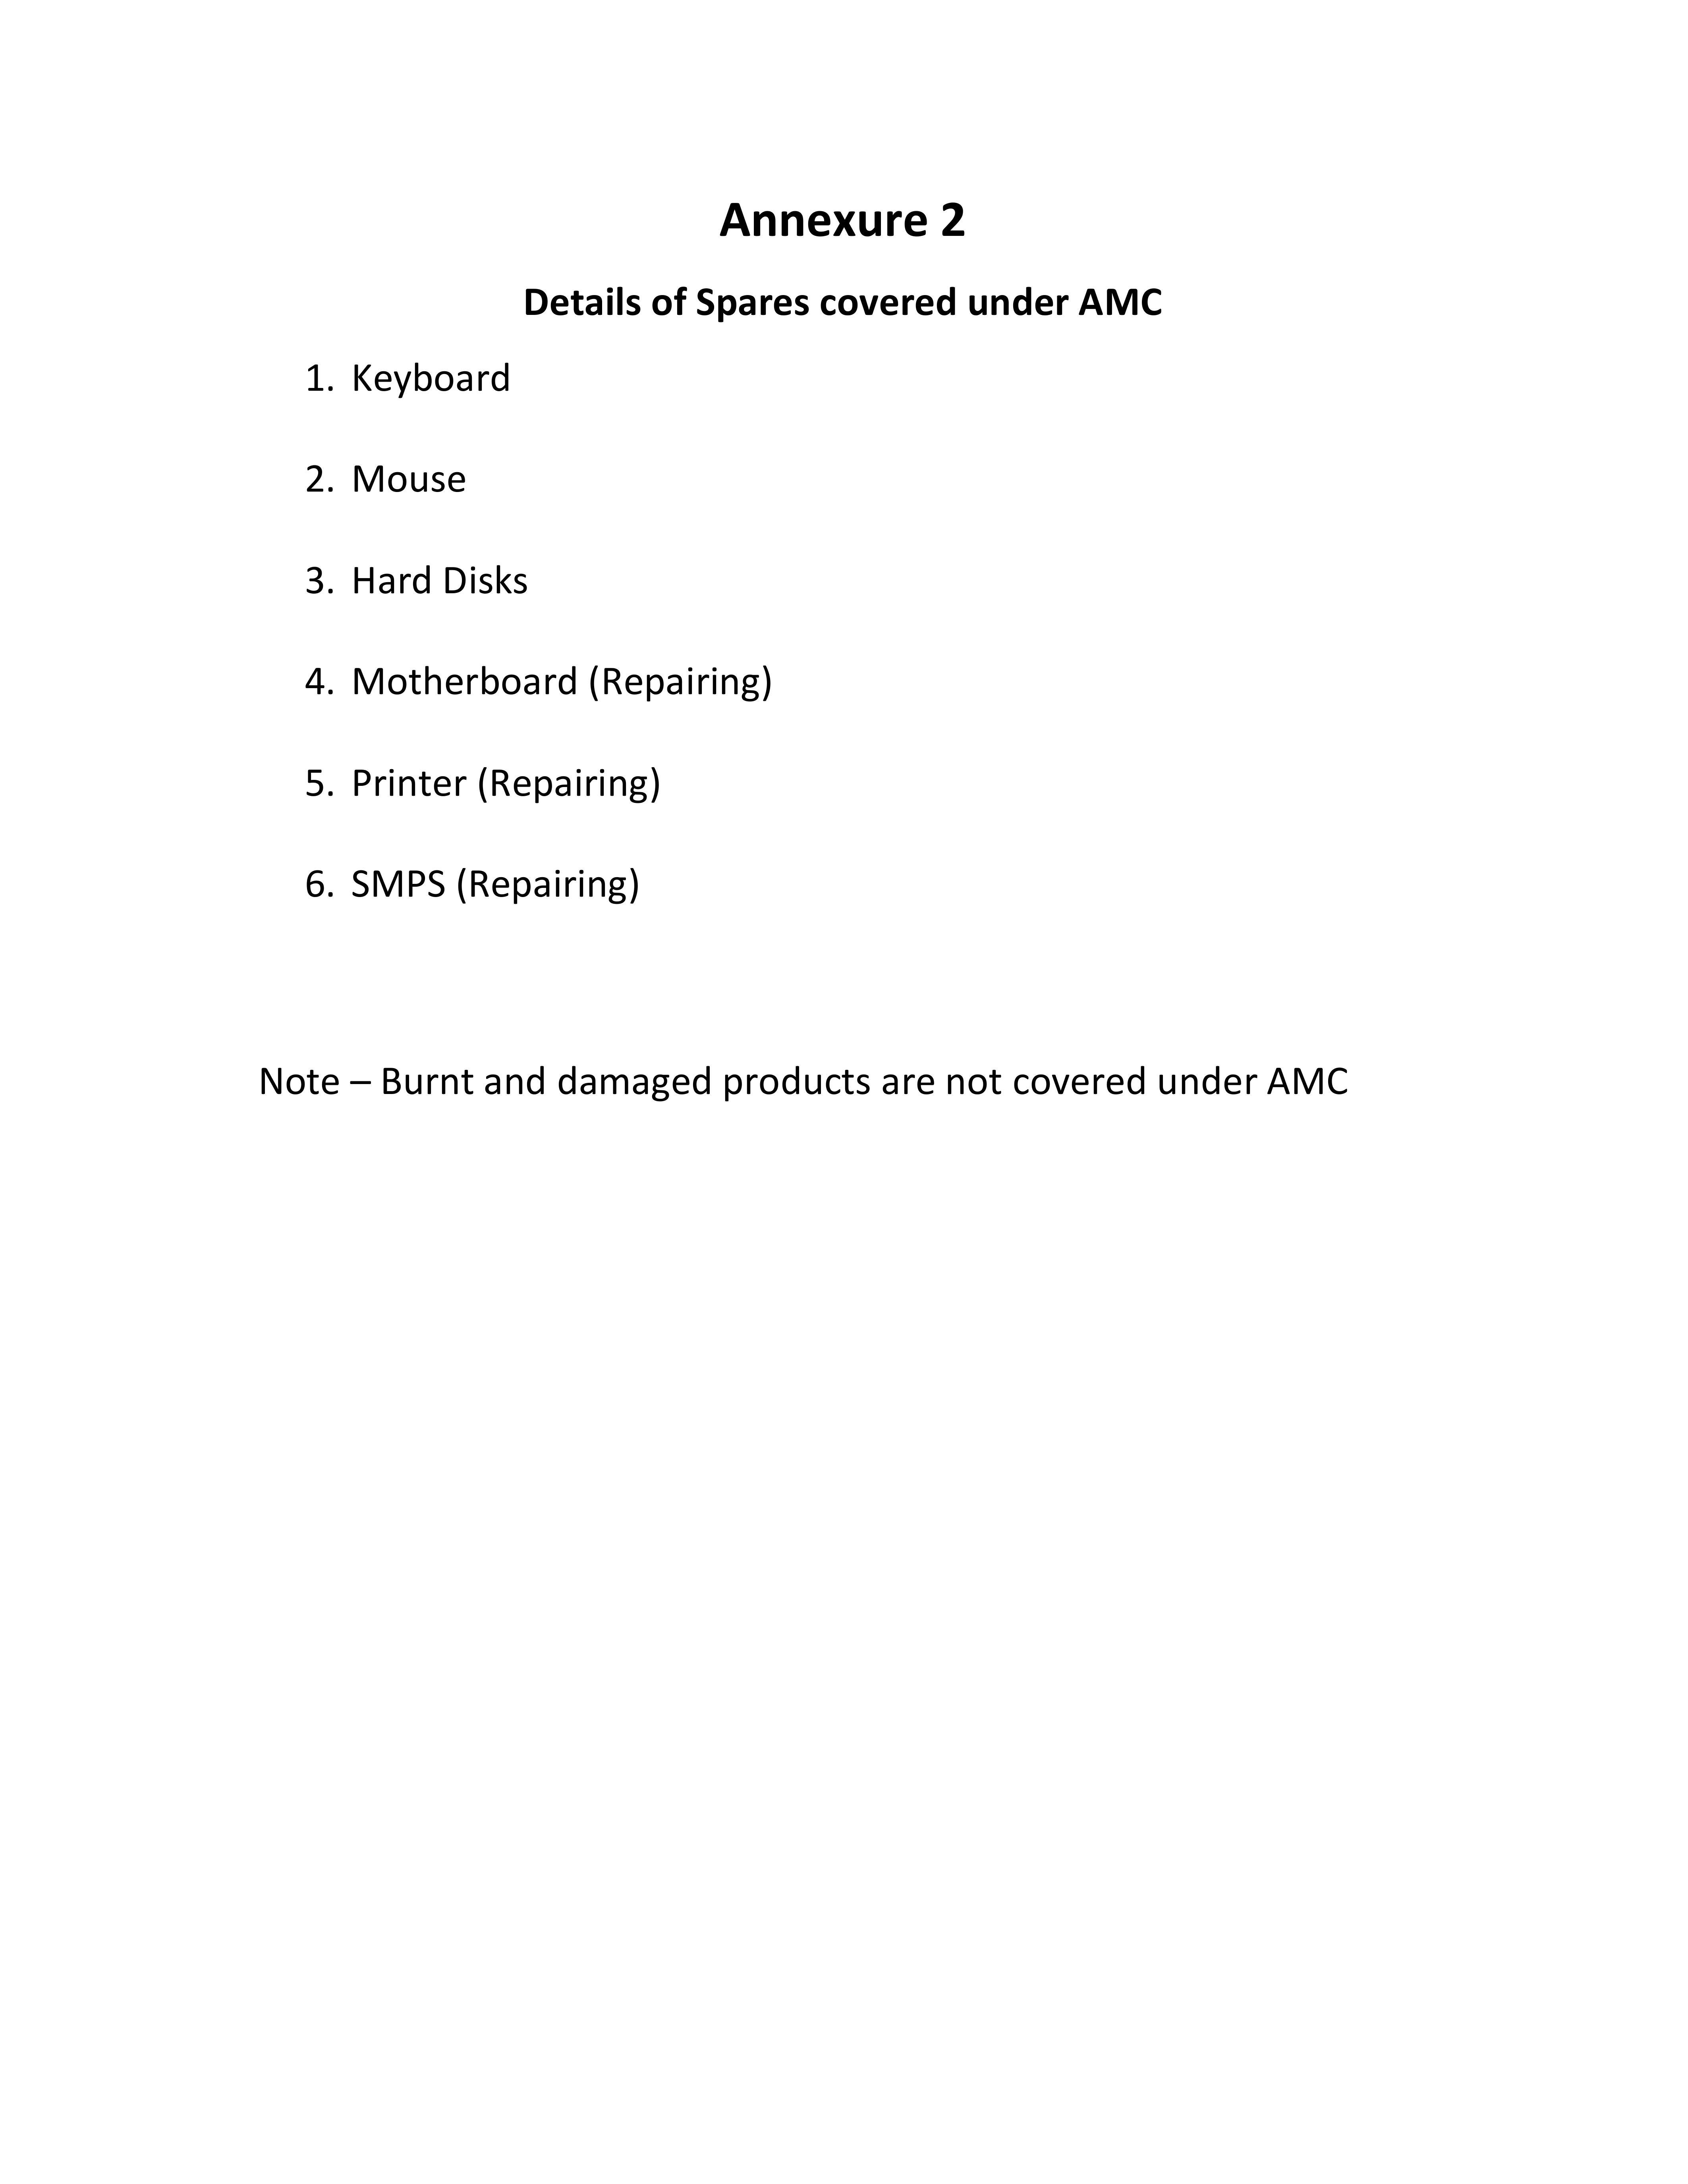 Annexure 2
Details of Spares covered under AMC
1. Keyboard
2. Mouse
3. Hard Disks
4. Motherboard (Repairing)
5. Printer (Repairing)
6. SMPS (Repairing)
Note – Burnt and damaged products are not covered under AMC